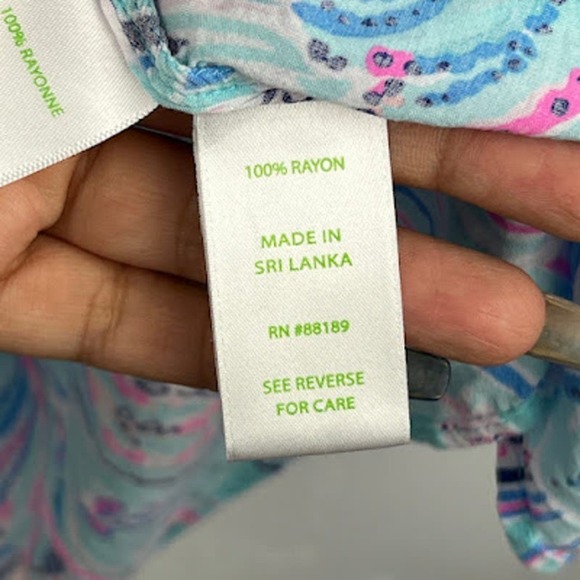 100% RAYONNE
100% RAYON
MADE IN
SRI LANKA
RN #88189
SEE REVERSE
FOR CARE